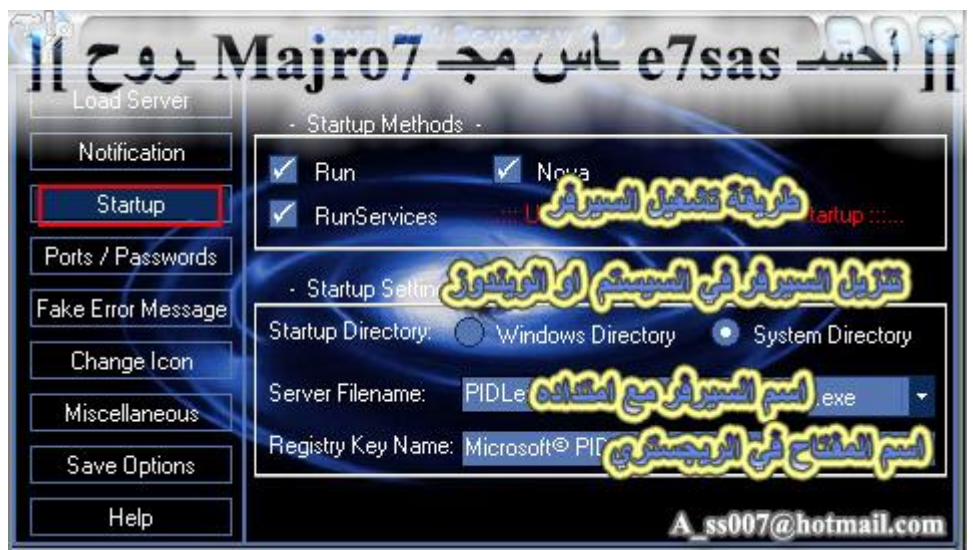 ][ أحسـ e7sas ـاس مجـ Majro7 ـروح ][
Load Server
Notification
Startup
Ports / Passwords
Fake Error Message
Change Icon
Miscellaneous
Save Options
Help
- Startup Methods -
Run
Nova
RunServices
طريقة تشغيل السيرفر
startup :::...
- Startup
تنزيل السيرفر في السيستم او الويندوز
Startup Directory: Windows Directory System Directory
Server Filename: .exe
اسم السيرفر مع امتداده
Registry Key Name: Microsoft©
اسم المفتاح في الريجستري
A_ss007@hotmail.com